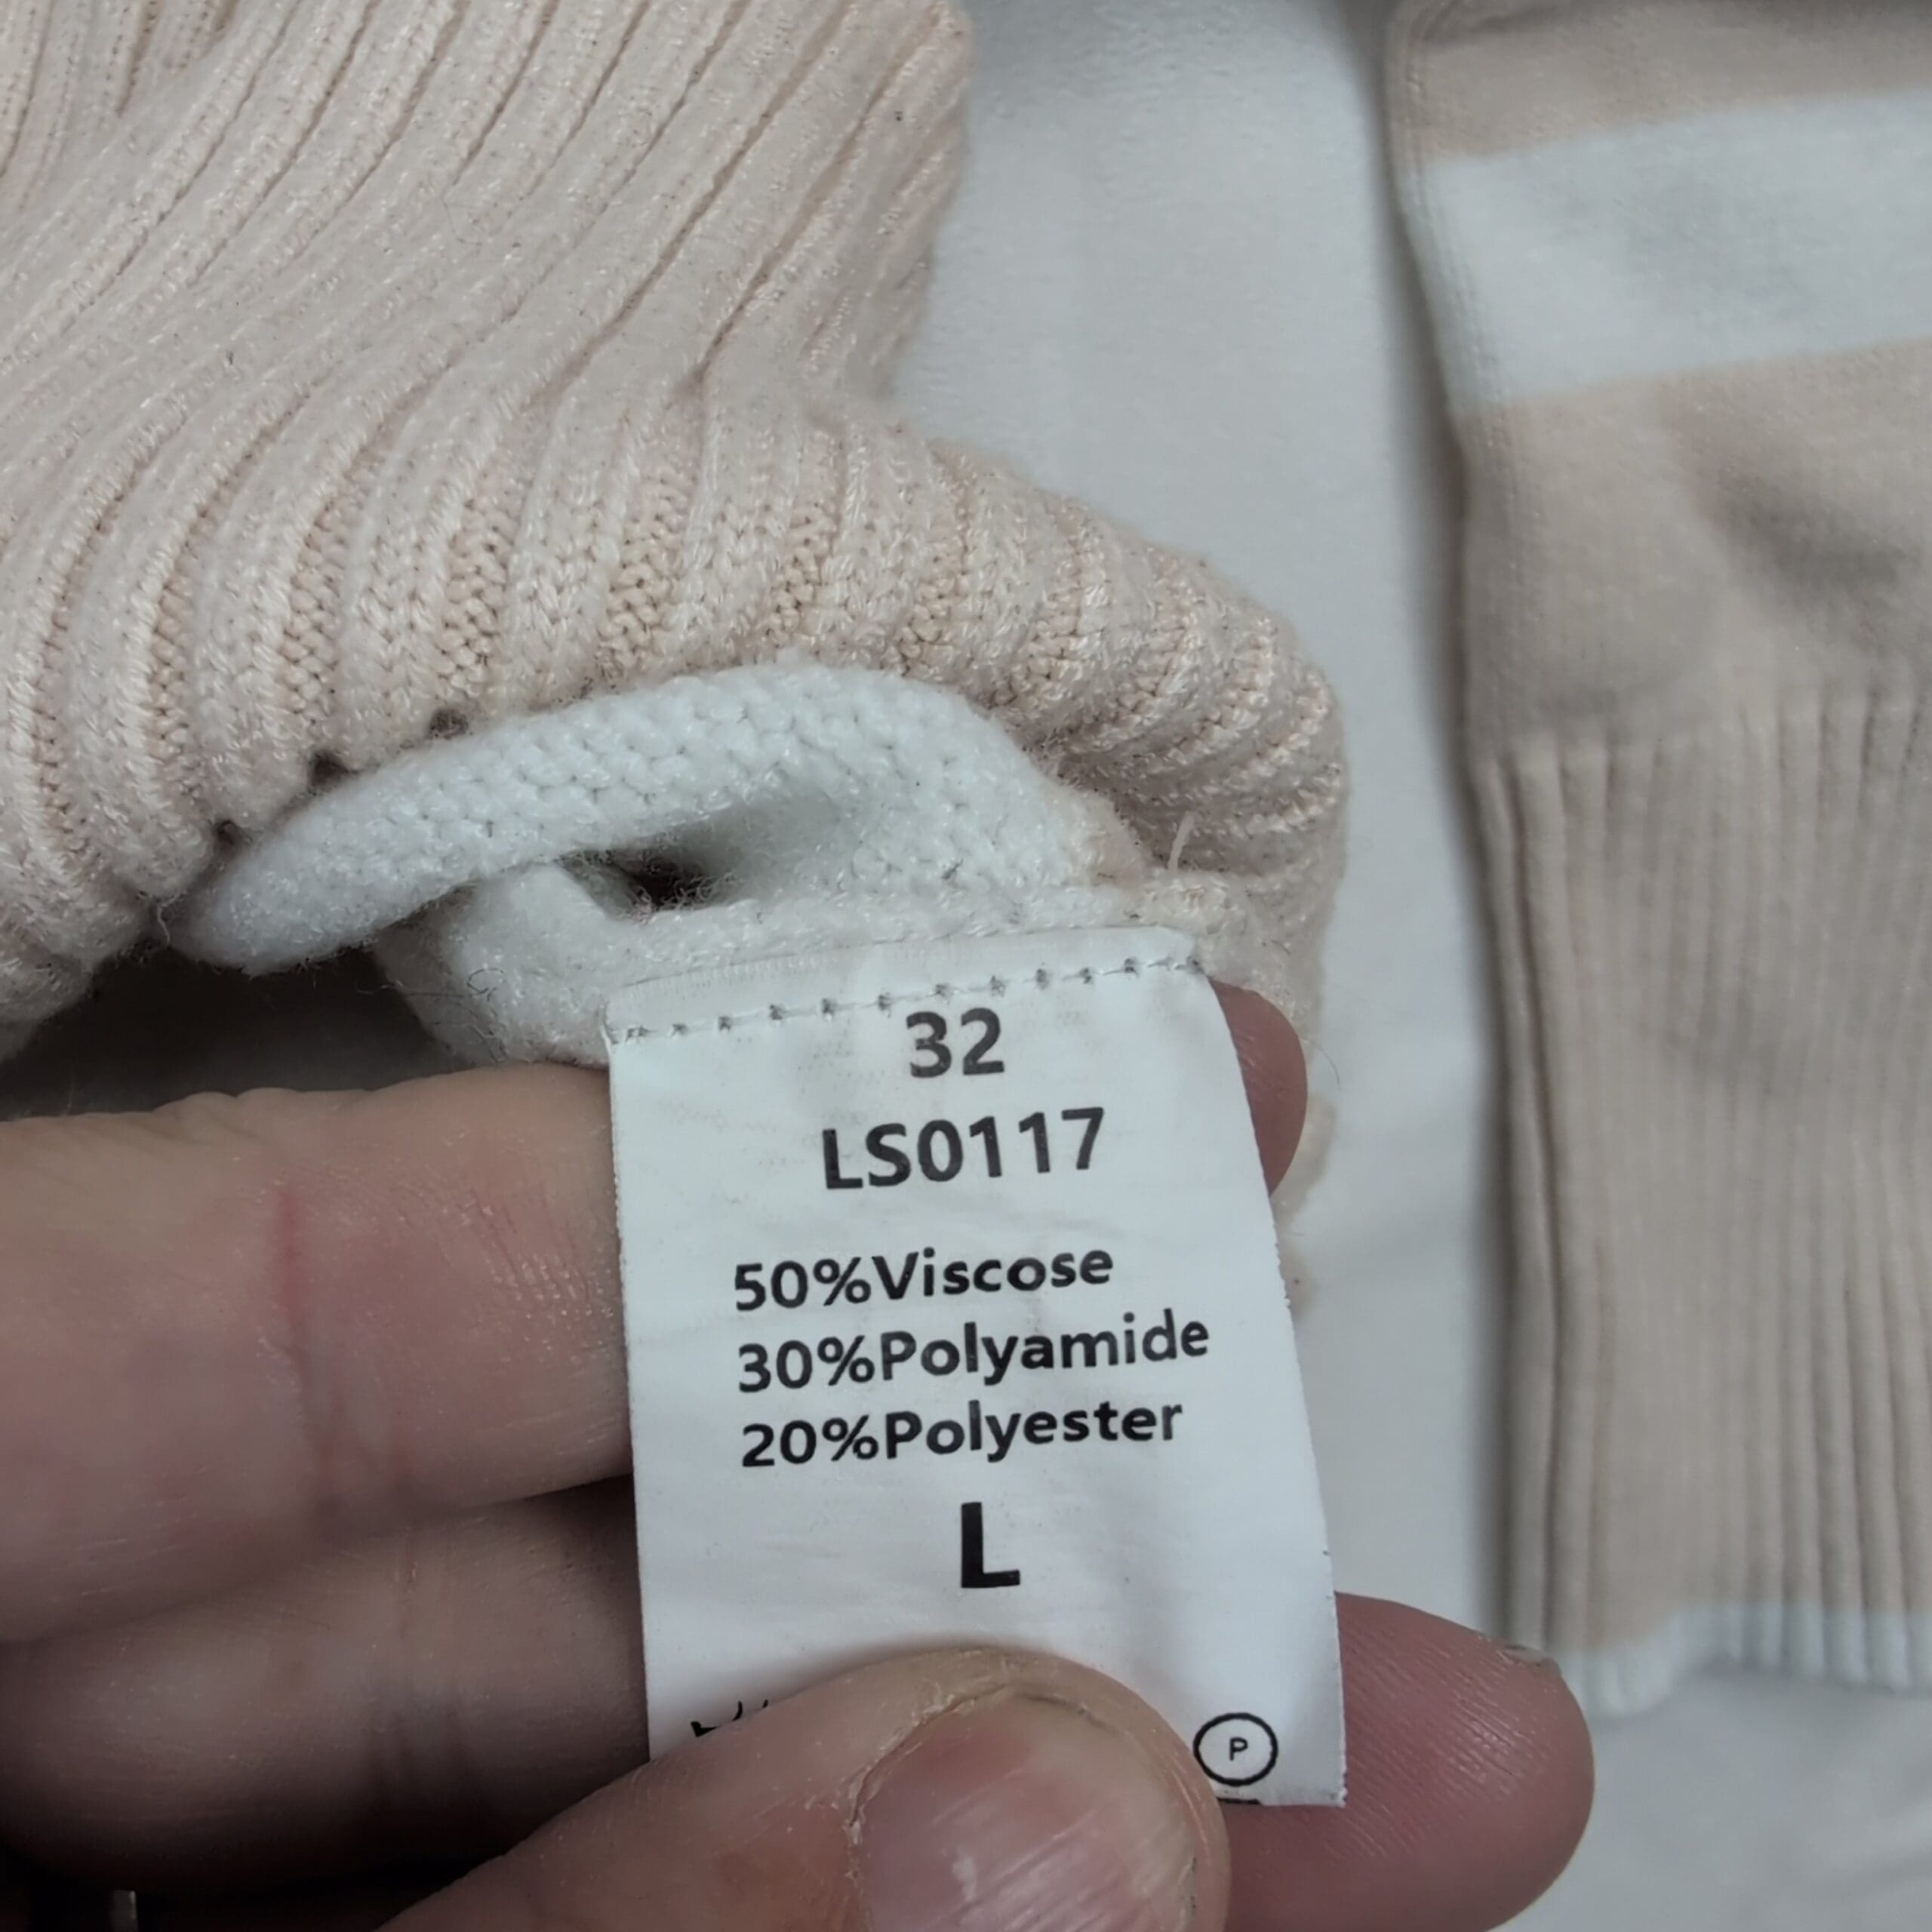 32
LS0117
50%Viscose
30%Polyamide
20%Polyester
L
P